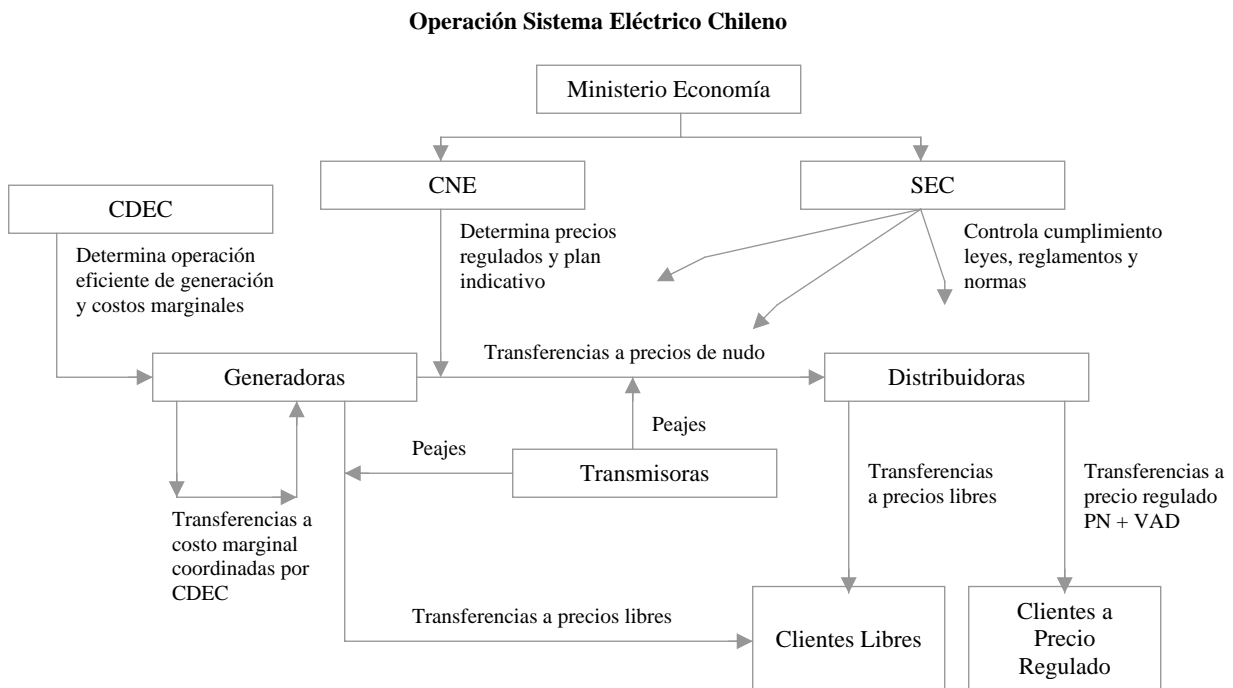 Operación Sistema Eléctrico Chileno
Ministerio Economía
CNE
SEC
CDEC
Determina operación
eficiente de generación
y costos marginales
Determina precios
regulados y plan
indicativo
Controla cumplimiento
leyes, reglamentos y
normas
Transferencias a precios de nudo
Generadoras
Distribuidoras
Peajes
Peajes
Transmisoras
Transferencias
a precios libres
Transferencias a
precio regulado
PN + VAD
Transferencias a
costo marginal
coordinadas por
CDEC
Transferencias a precios libres
Clientes Libres
Clientes a
Precio
Regulado